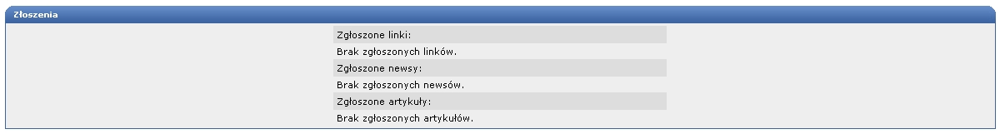 Złoszenia
Zgłoszone linki:
Brak zgłoszonych linków.
Zgłoszone newsy:
Brak zgłoszonych newsów.
Zgłoszone artykuły:
Brak zgłoszonych artykułów.